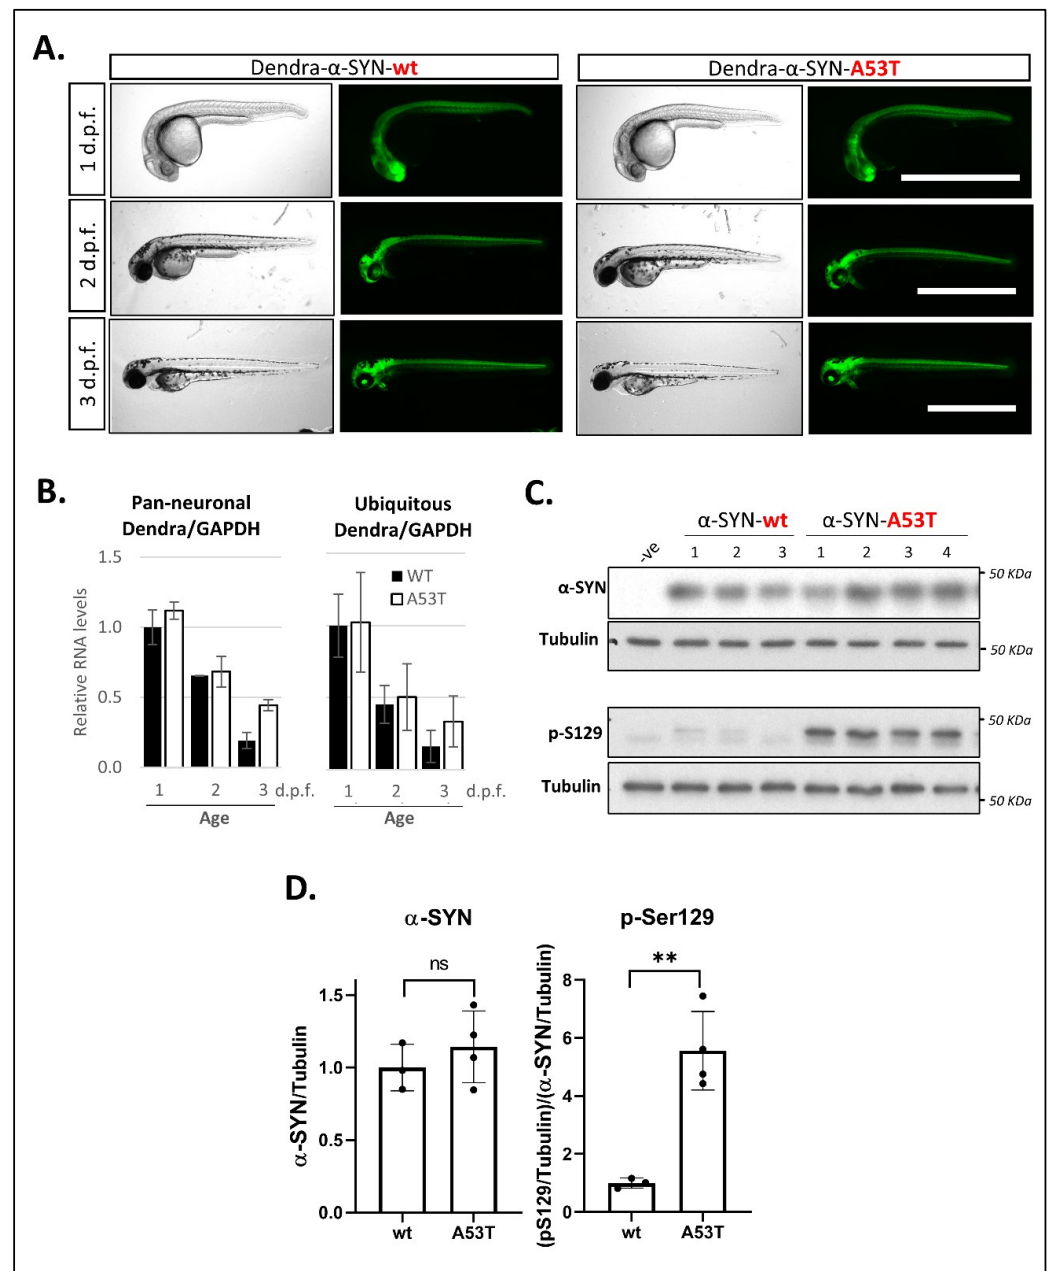 A.
Dendra-α-SYN-wt
Dendra-α-SYN-A53T
1 d.p.f.
2 d.p.f.
3 d.p.f.
B.
Pan-neuronal
Dendra/GAPDH
Ubiquitous
Dendra/GAPDH
Relative RNA levels
1.5
1.0
0.5
0.0
WT
A53T
1 2 3 d.p.f.
Age
1 2 3 d.p.f.
Age
C.
α-SYN-wt
α-SYN-A53T
-ve 1 2 3 1 2 3 4
α-SYN
50 KDa
Tubulin
50 KDa
p-S129
50 KDa
Tubulin
50 KDa
D.
α-SYN
α-SYN/Tubulin
1.5
1.0
0.5
0.0
ns
wt A53T
p-Ser129
(pS129/Tubulin)/(α-SYN/Tubulin)
8
6
4
2
0
**
wt A53T